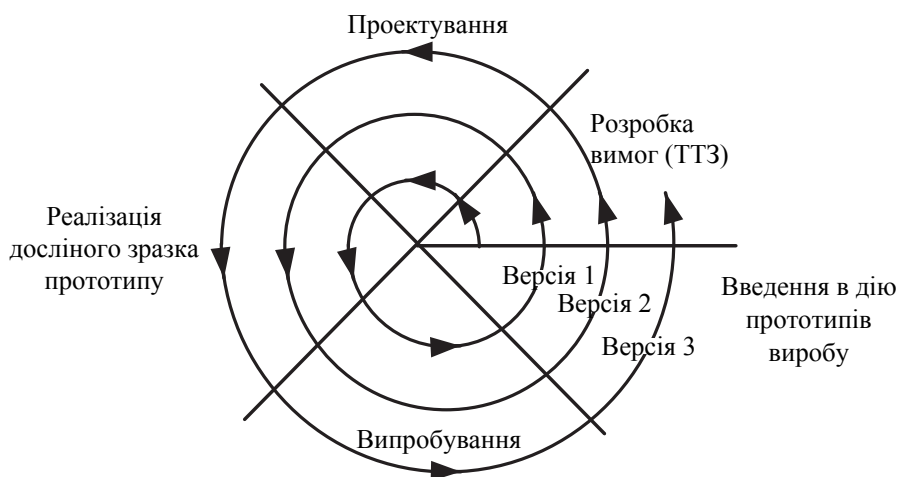 Проектування
Розробка
вимог (ТТЗ)
Реалізація
досліного зразка
прототипу
Версія 1
Версія 2
Версія 3
Введення в дію
прототипів
виробу
Випробування